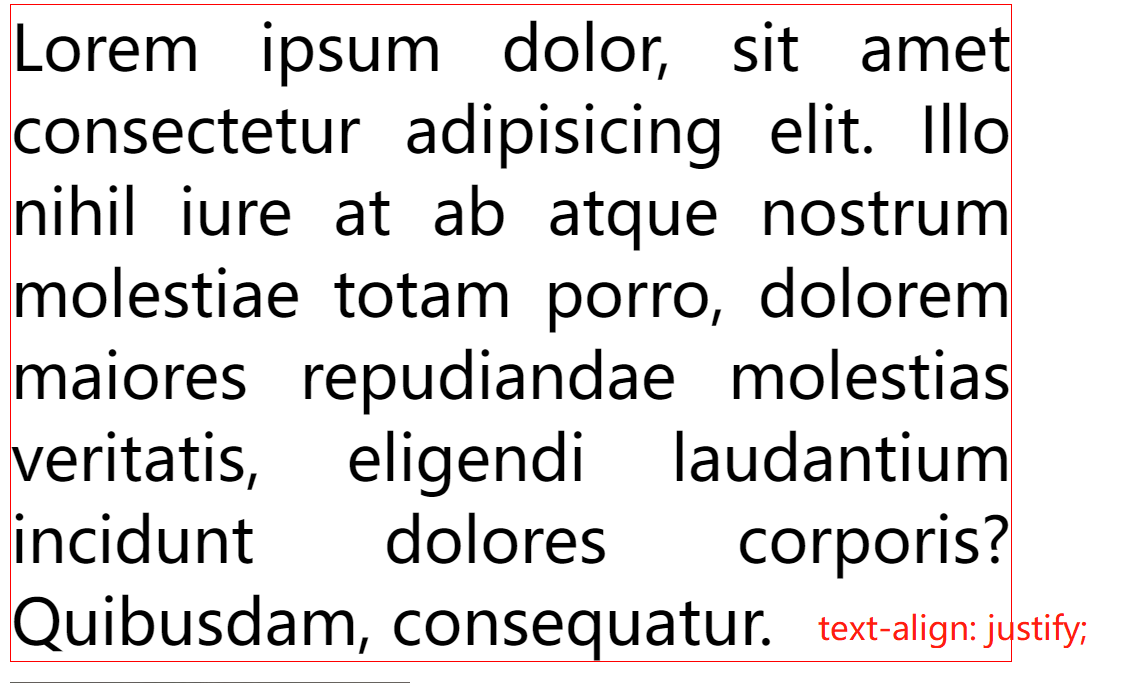 Lorem ipsum dolor, sit amet
consectetur adipisicing elit. Illo
nihil iure at ab atque nostrum
molestiae totam porro, dolorem
maiores repudiandae molestias
veritatis, eligendi laudantium
incidunt dolores corporis?
Quibusdam, consequatur.
text-align: justify;